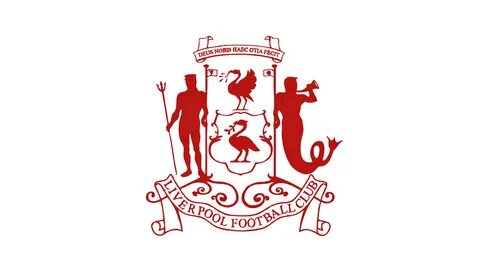 DEUS NOBIS HAEC OTIA FECIT
LIVERPOOL FOOTBALL CLUB